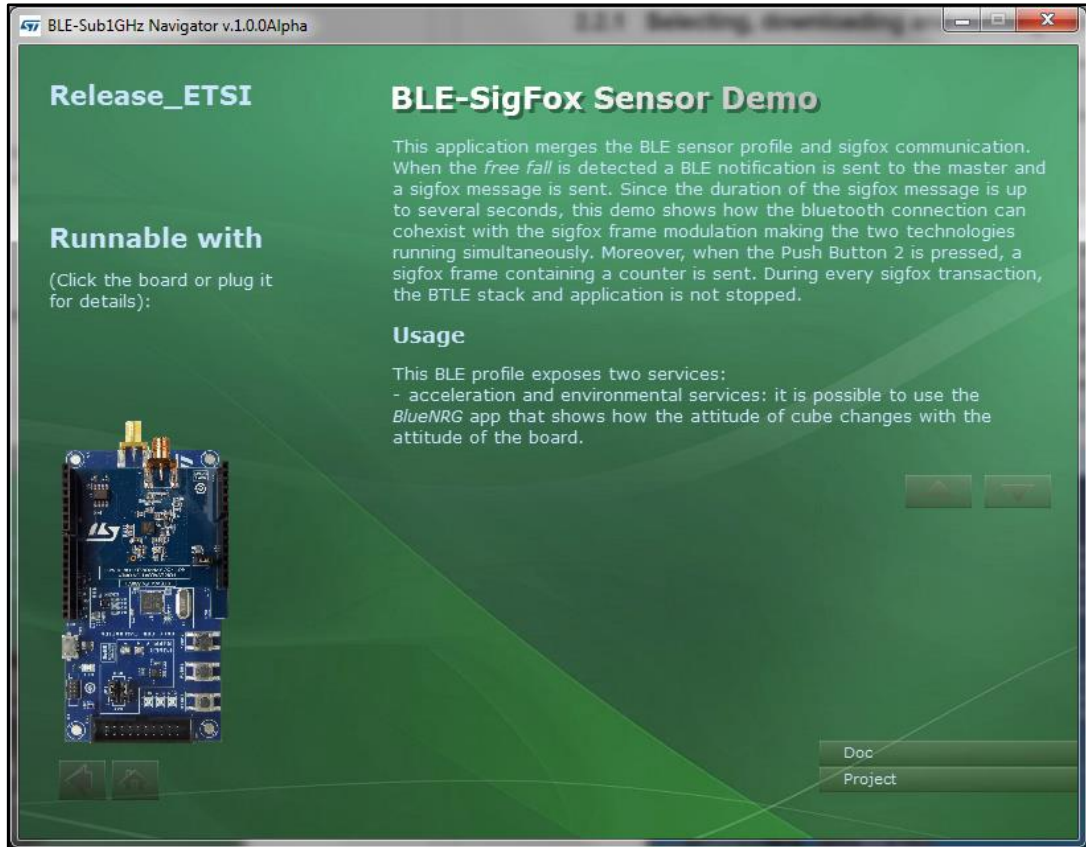 2.2.1 Selecting, downloading an
BLE-Sub1GHz Navigator v.1.0.0Alpha
Release_ETSI
BLE-SigFox Sensor Demo
This application merges the BLE sensor profile and sigfox communication.
When the free fall is detected a BLE notification is sent to the master and
a sigfox message is sent. Since the duration of the sigfox message is up
to several seconds, this demo shows how the bluetooth connection can
cohexist with the sigfox frame modulation making the two technologies
running simultaneously. Moreover, when the Push Button 2 is pressed, a
sigfox frame containing a counter is sent. During every sigfox transaction,
the BTLE stack and application is not stopped.
Runnable with
(Click the board or plug it
for details):
Usage
This BLE profile exposes two services:
- acceleration and environmental services: it is possible to use the
BlueNRG app that shows how the attitude of cube changes with the
attitude of the board.
Doc
Project